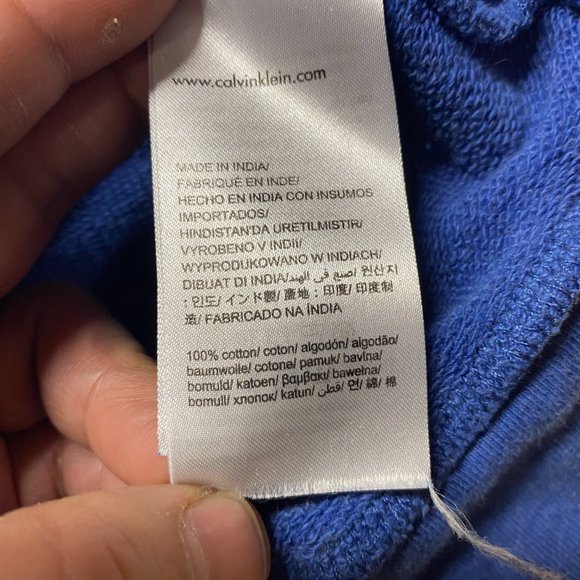 www.calvinklein.com
MADE IN INDIA/
FABRIQUÉ EN INDE/
HECHO EN INDIA CON INSUMOS
IMPORTADOS/
HINDISTAN'DA URETILMISTIR/
VYROBENO V INDII/
WYPRODUKOWANO W INDIACH/
DIBUAT DI INDIA/صنع في الهند/ 원산지
: 인도/ インド製/ 產地 : 印度/ 印度制
造/ FABRICADO NA ÍNDIA
100% cotton/ coton/ algodón/ algodão/
baumwolle/ cotone/ pamuk/ bavlna/
bomuld/ katoen/ βαμβακι/ bawełna/
bomull/ хлопок/ katun/ قطن/ 면/ 綿/ 棉